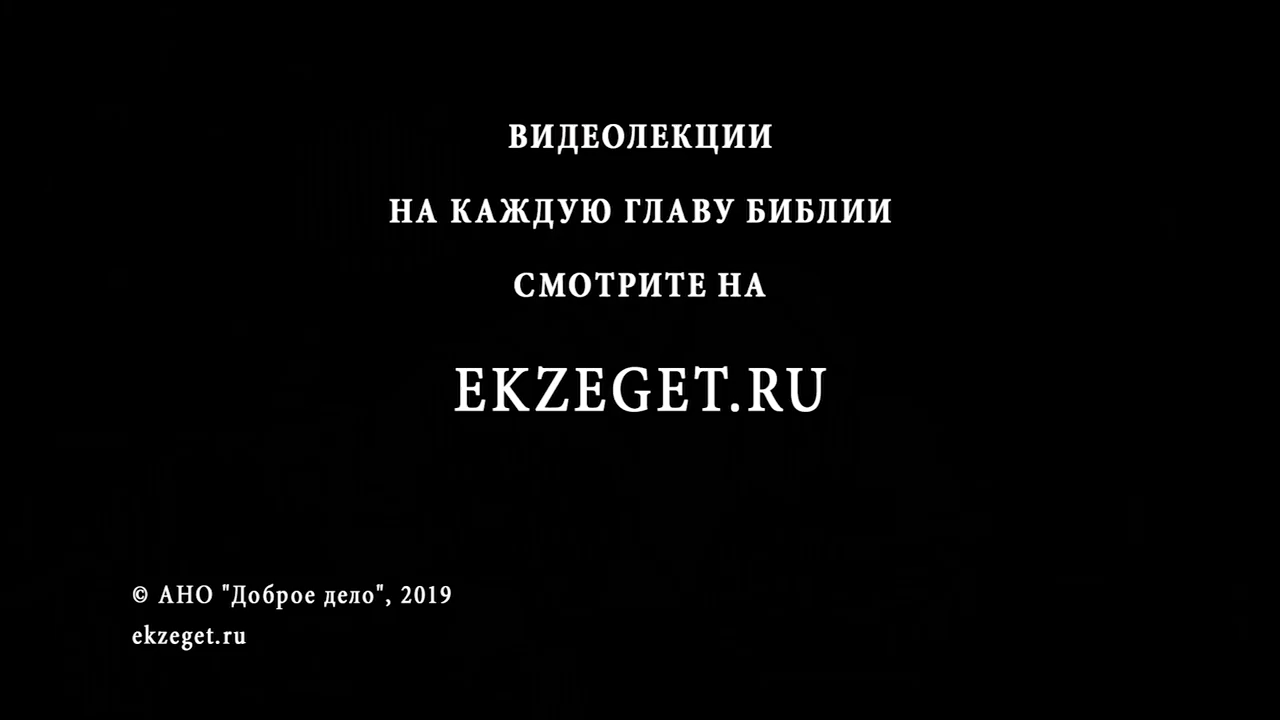 ВИДЕОЛЕКЦИИ
НА КАЖДУЮ ГЛАВУ БИБЛИИ
СМОТРИТЕ НА
EKZEGET.RU
© АНО "Доброе дело", 2019
ekzeget.ru